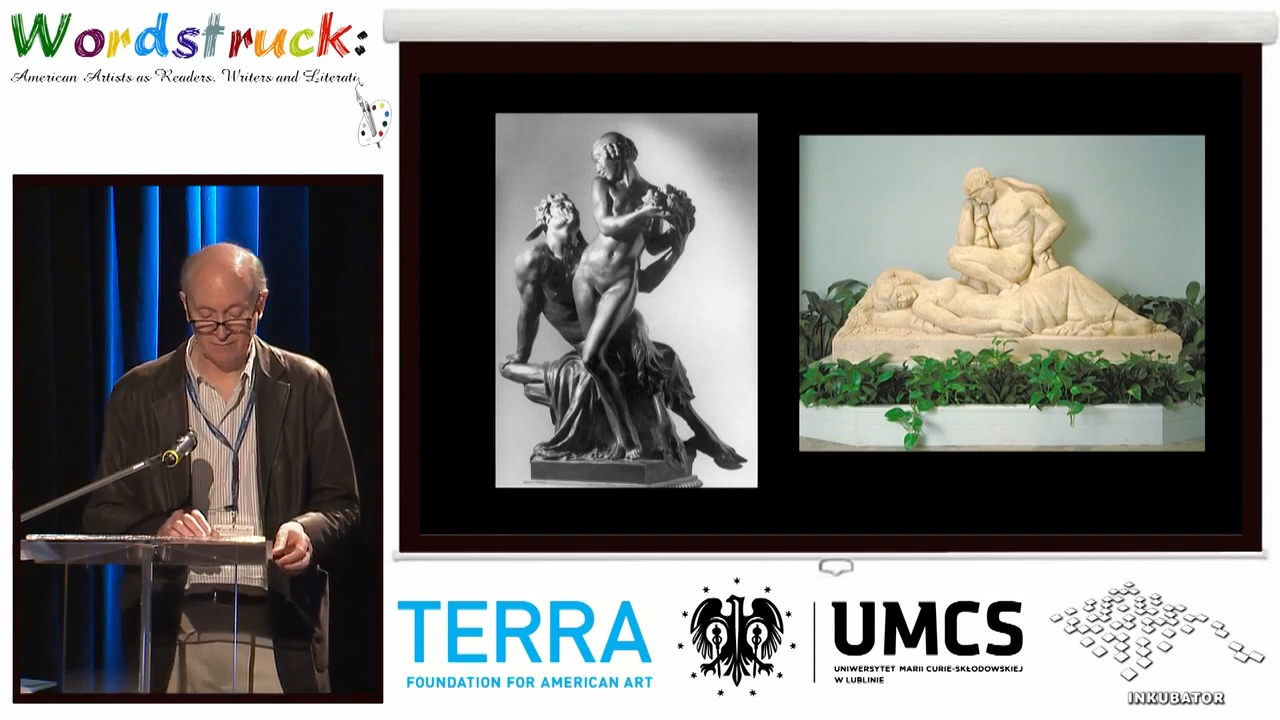 Wordstruck:
American Artists as Readers. Writers and Literati
TERRA
FOUNDATION FOR AMERICAN ART
UMCS
UNIWERSYTET MARII CURIE-SKŁODOWSKIEJ
W LUBLINIE
INKUBATOR